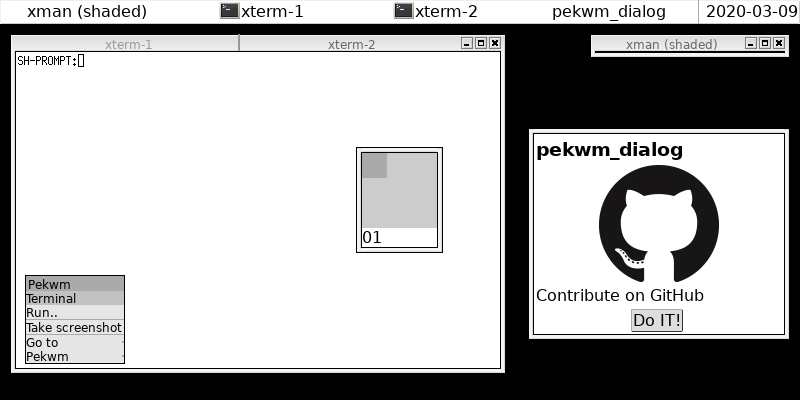 xman (shaded) xterm-1 xterm-2 pekwm_dialog 2020-03-09
xterm-1 xterm-2
SH-PROMPT:
xman (shaded)
pekwm_dialog
01
Pekwm
Terminal
Run..
Take screenshot
Go to
Pekwm
Contribute on GitHub
Do IT!